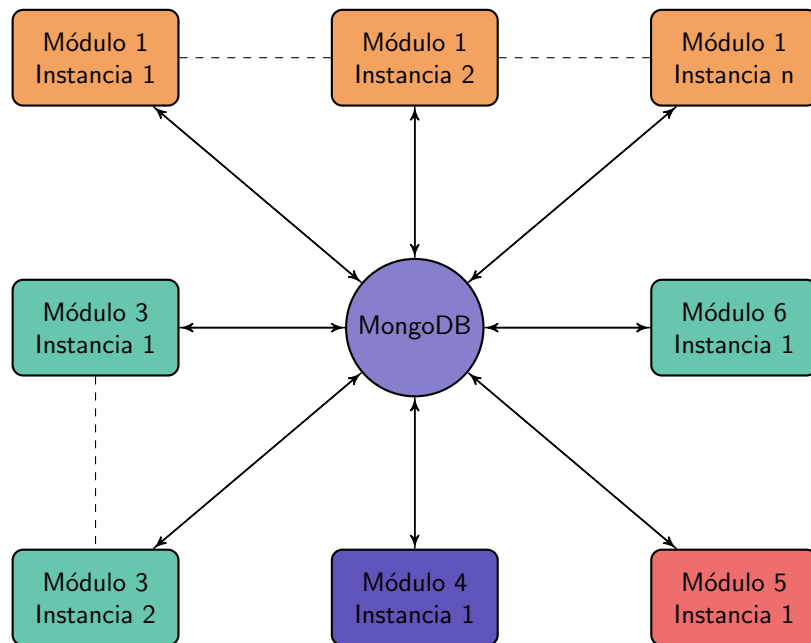 Módulo 1
Instancia 1
Módulo 1
Instancia 2
Módulo 1
Instancia n
Módulo 3
Instancia 1
MongoDB
Módulo 6
Instancia 1
Módulo 3
Instancia 2
Módulo 4
Instancia 1
Módulo 5
Instancia 1